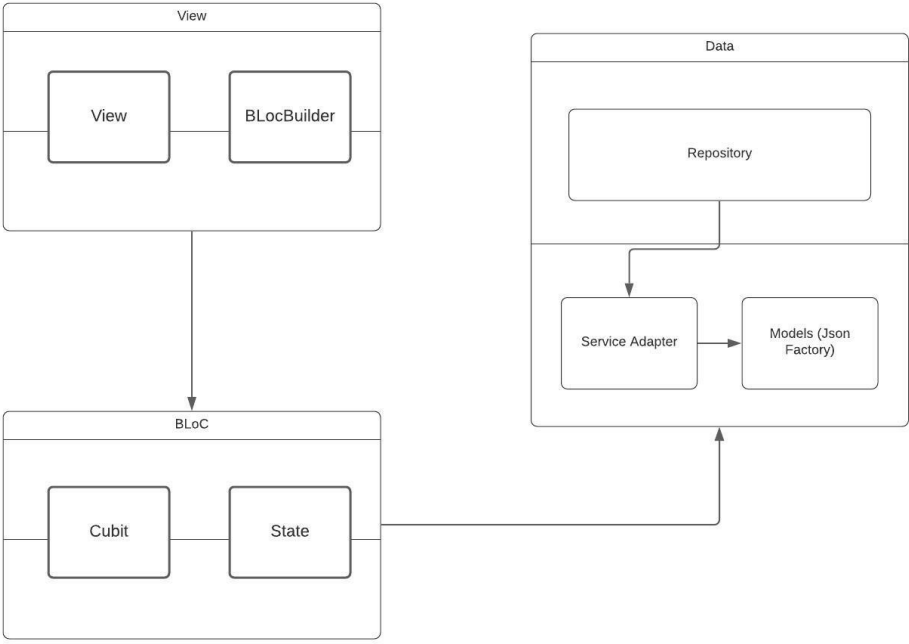 View
View
BLocBuilder
Data
Repository
Service Adapter
Models (Json
Factory)
BLoC
Cubit
State